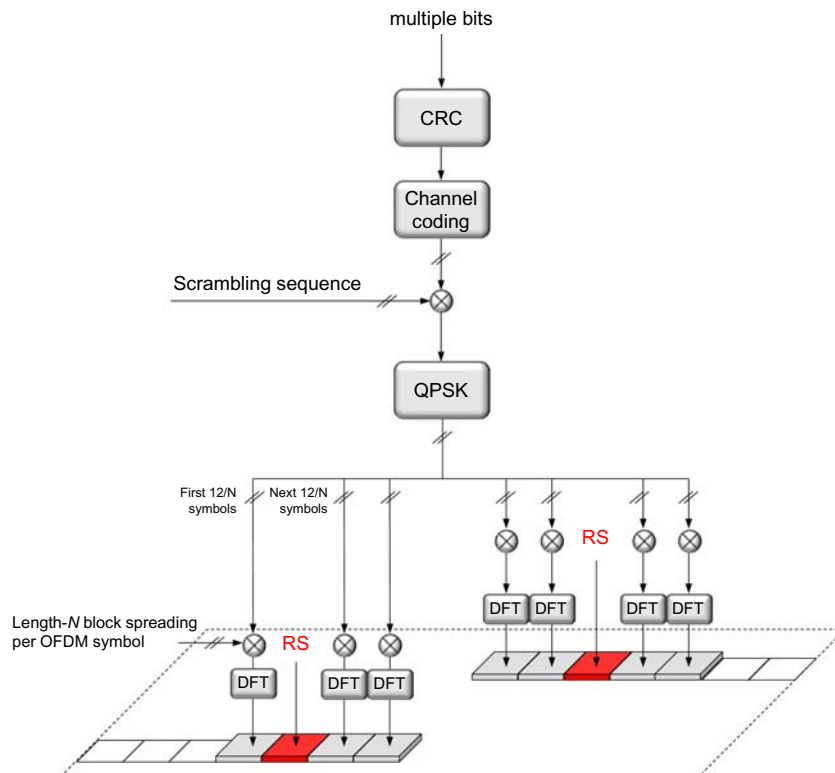 multiple bits
CRC
Channel
coding
Scrambling sequence
QPSK
First 12/N
symbols
Next 12/N
symbols
RS
DFT
DFT
DFT
DFT
Length-N block spreading
per OFDM symbol
RS
DFT
DFT
DFT